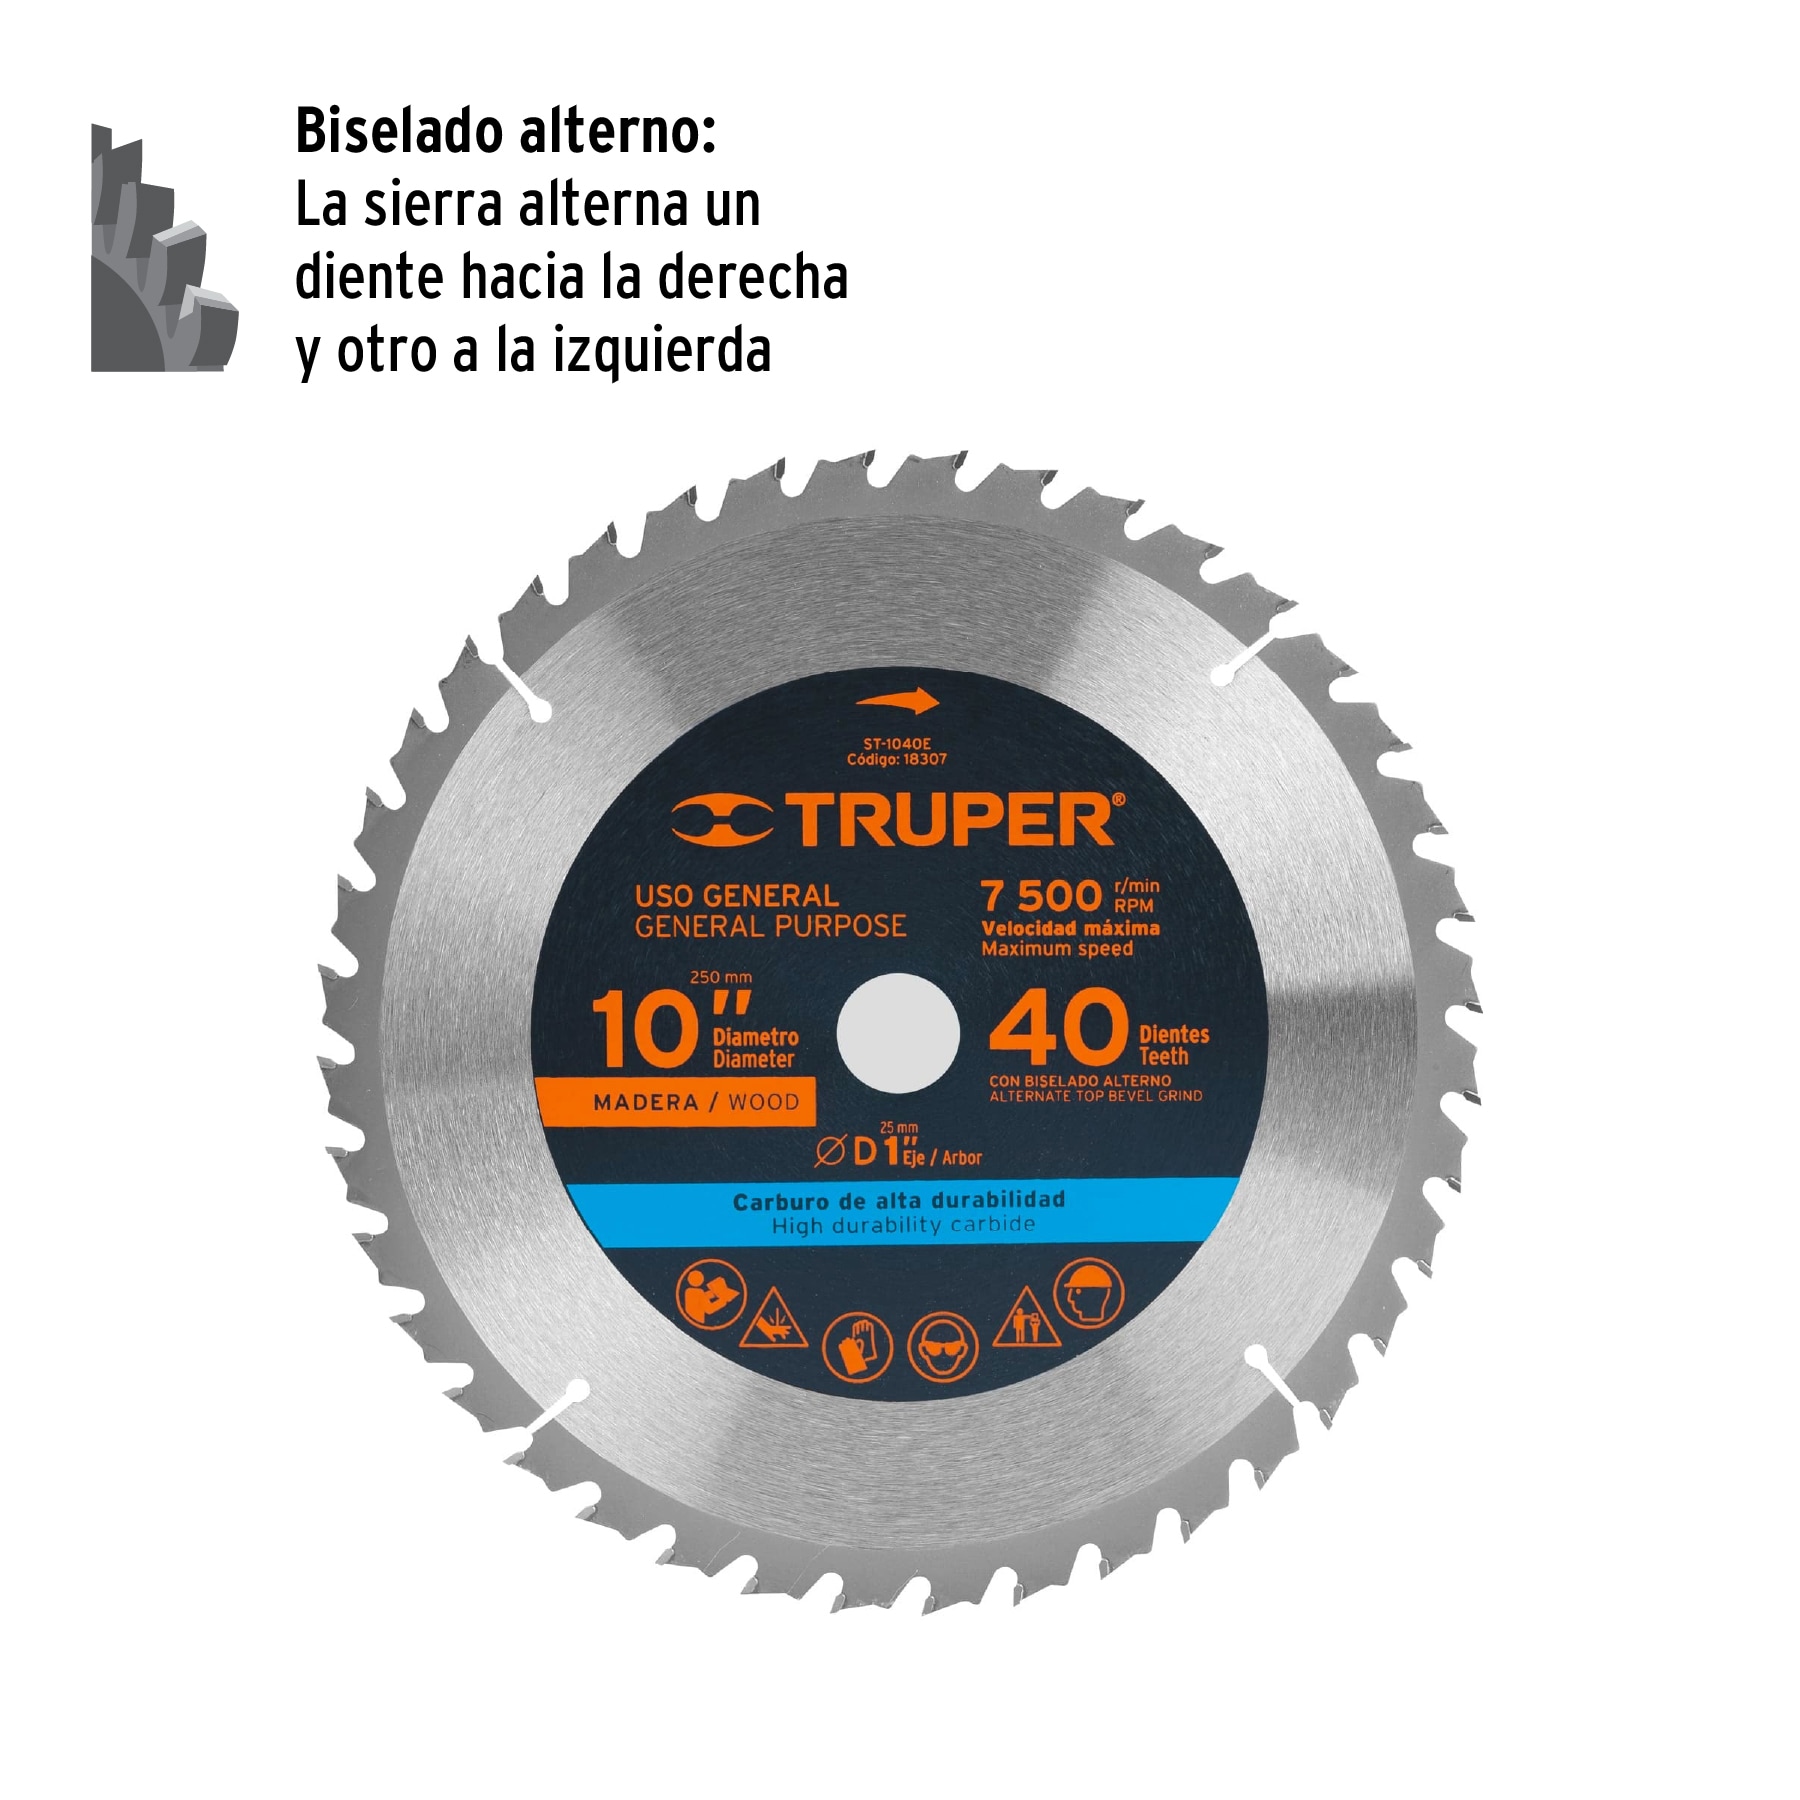 Biselado alterno:
La sierra alterna un
diente hacia la derecha
y otro a la izquierda
ST-1040E
Código: 18307
TRUPER®
USO GENERAL
GENERAL PURPOSE
7 500 r/min
RPM
Velocidad máxima
Maximum speed
250 mm
10" Diametro
Diameter
MADERA / WOOD
40 Dientes
Teeth
CON BISELADO ALTERNO
ALTERNATE TOP BEVEL GRIND
25 mm
Ø D 1" Eje / Arbor
Carburo de alta durabilidad
High durability carbide